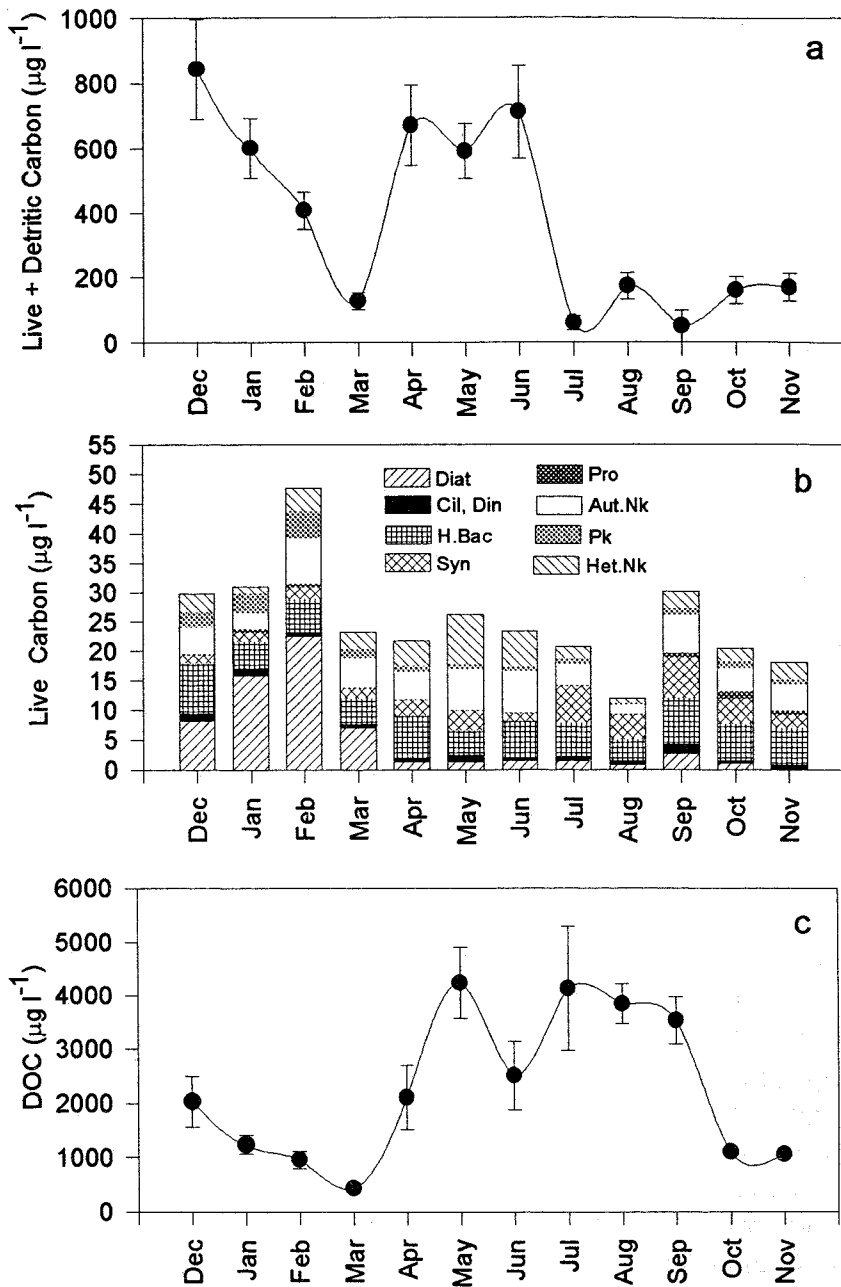 a
Live + Detritic Carbon (µg l⁻¹)
1000
800
600
400
200
0
Dec Jan Feb Mar Apr May Jun Jul Aug Sep Oct Nov
b
Live Carbon (µg l⁻¹)
55
50
45
40
35
30
25
20
15
10
5
0
Diat
Cil, Din
H.Bac
Syn
Pro
Aut.Nk
Pk
Het.Nk
Dec Jan Feb Mar Apr May Jun Jul Aug Sep Oct Nov
c
DOC (µg l⁻¹)
6000
5000
4000
3000
2000
1000
0
Dec Jan Feb Mar Apr May Jun Jul Aug Sep Oct Nov